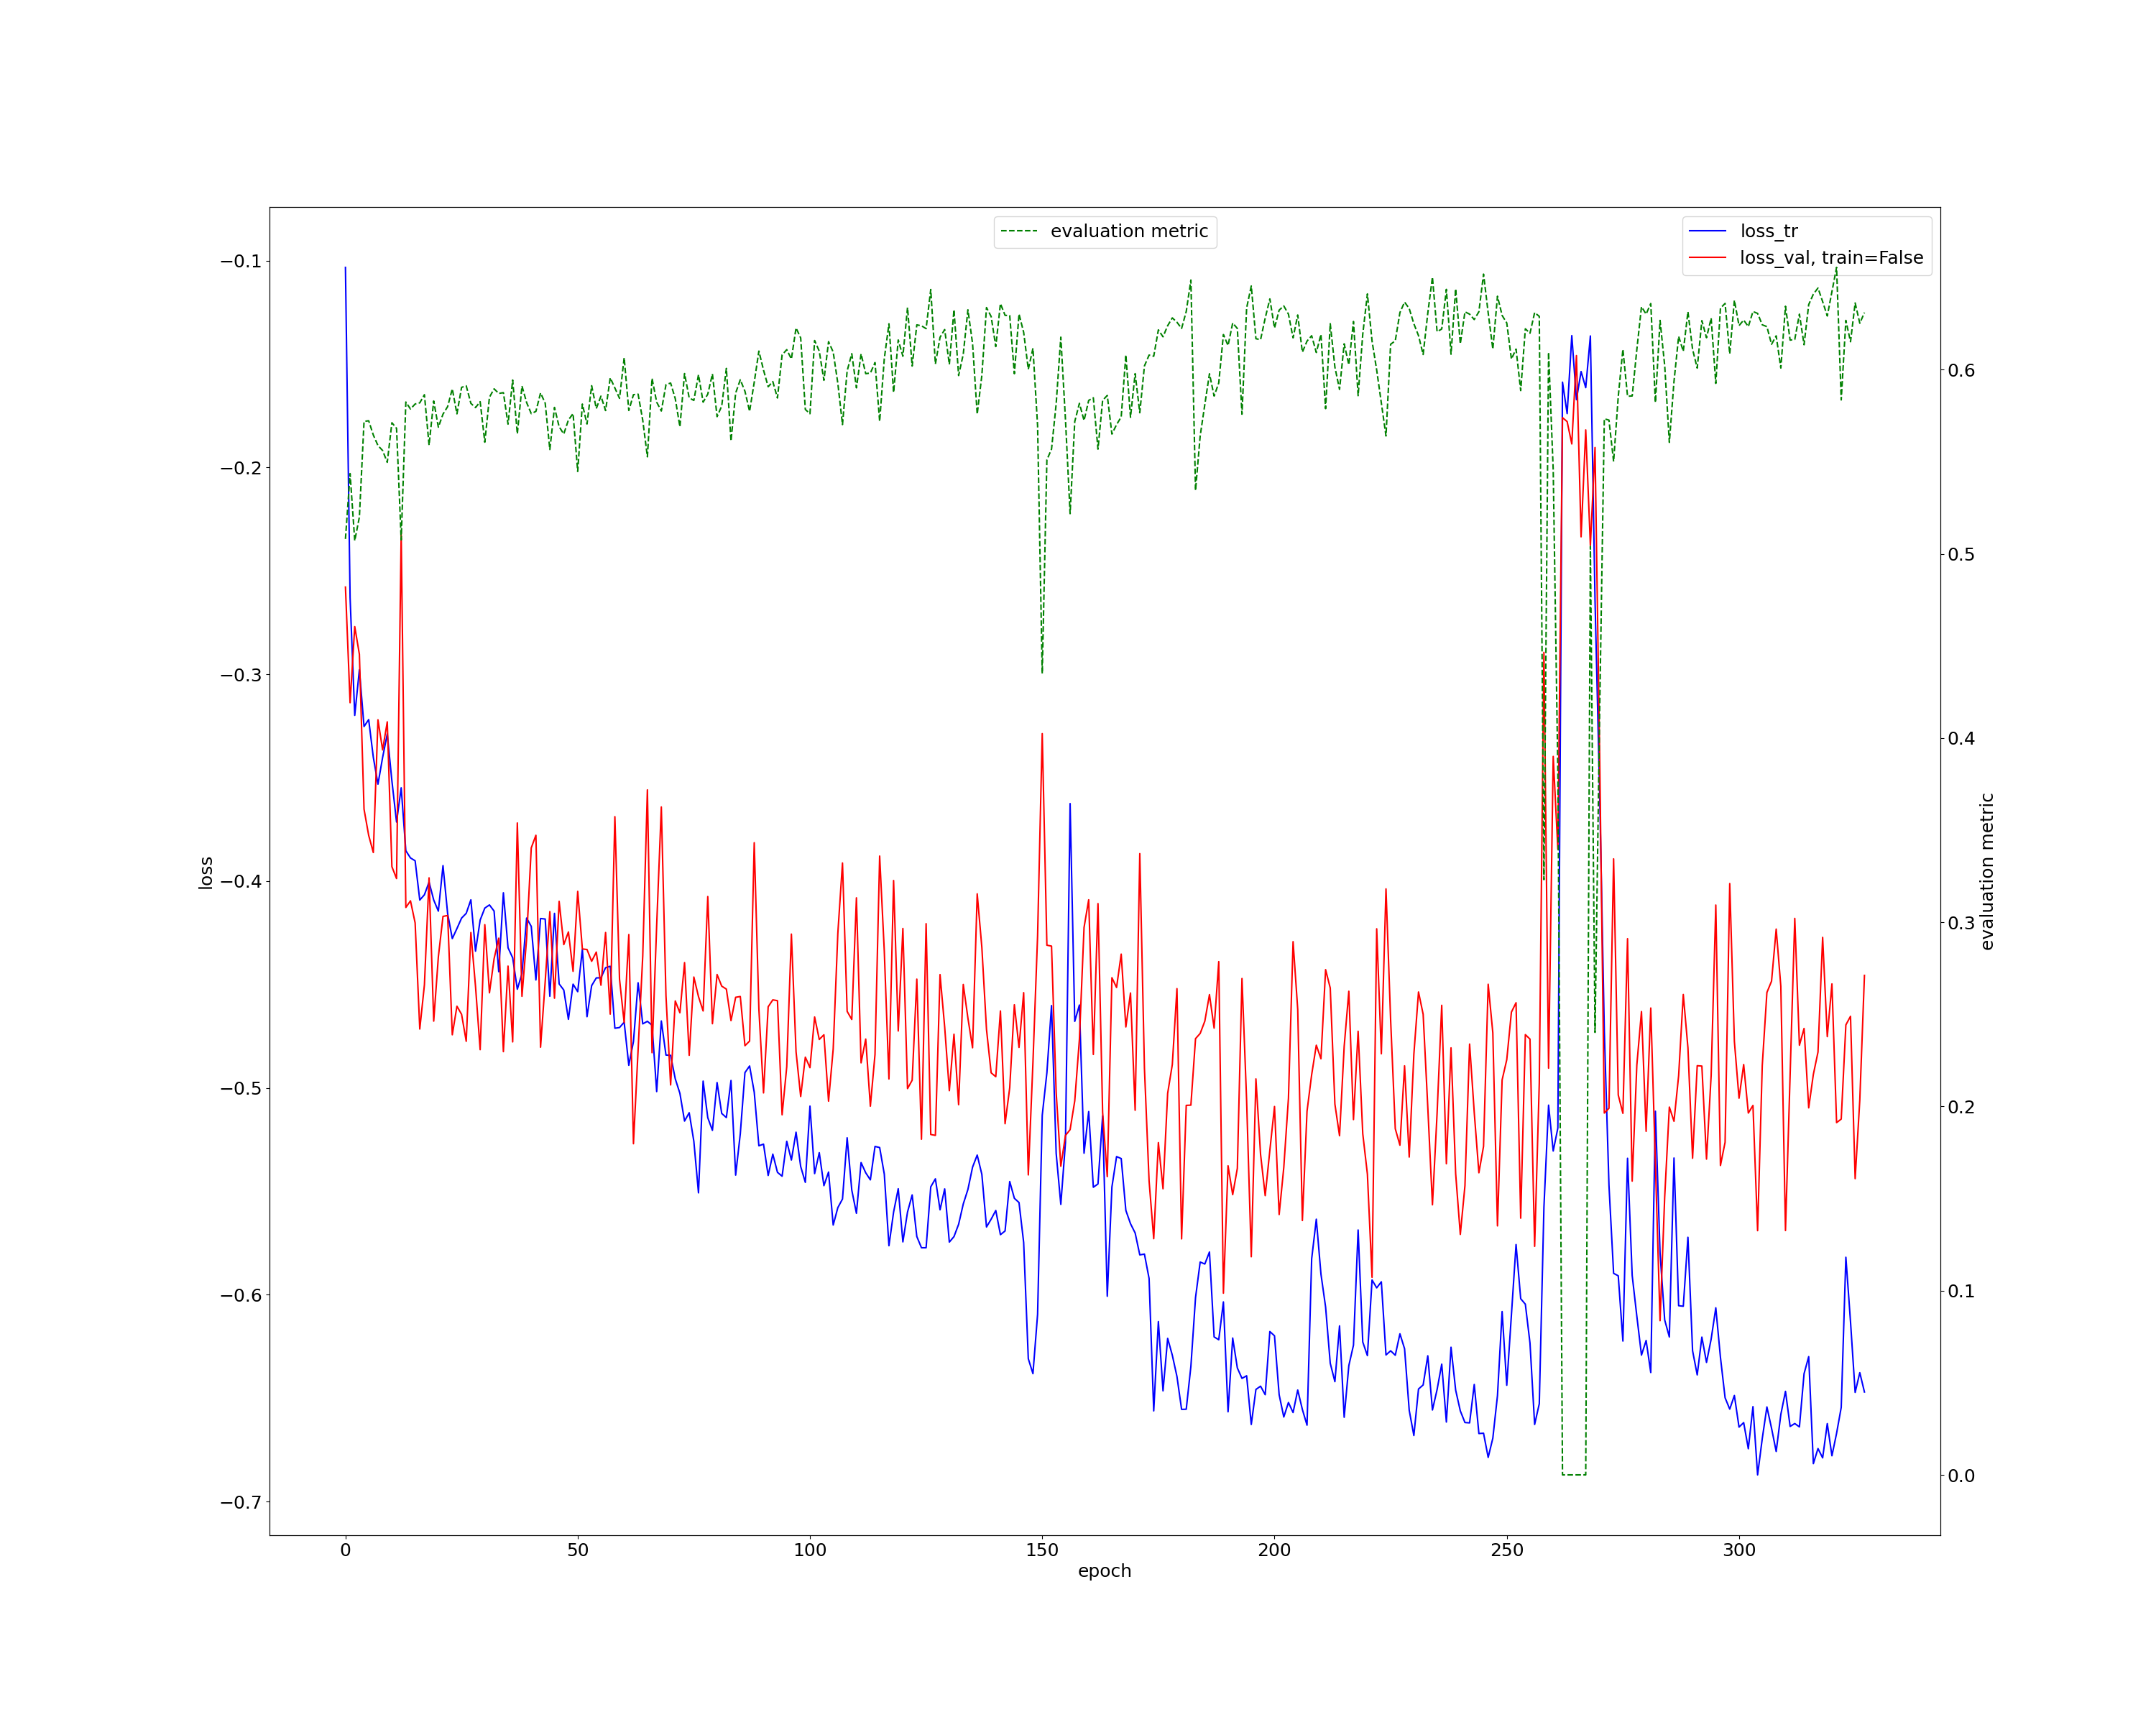 evaluation metric
loss_tr
loss_val, train=False
−0.1
−0.2
−0.3
−0.4
−0.5
−0.6
−0.7
loss
0.6
0.5
0.4
0.3
0.2
0.1
0.0
evaluation metric
0 50 100 150 200 250 300
epoch